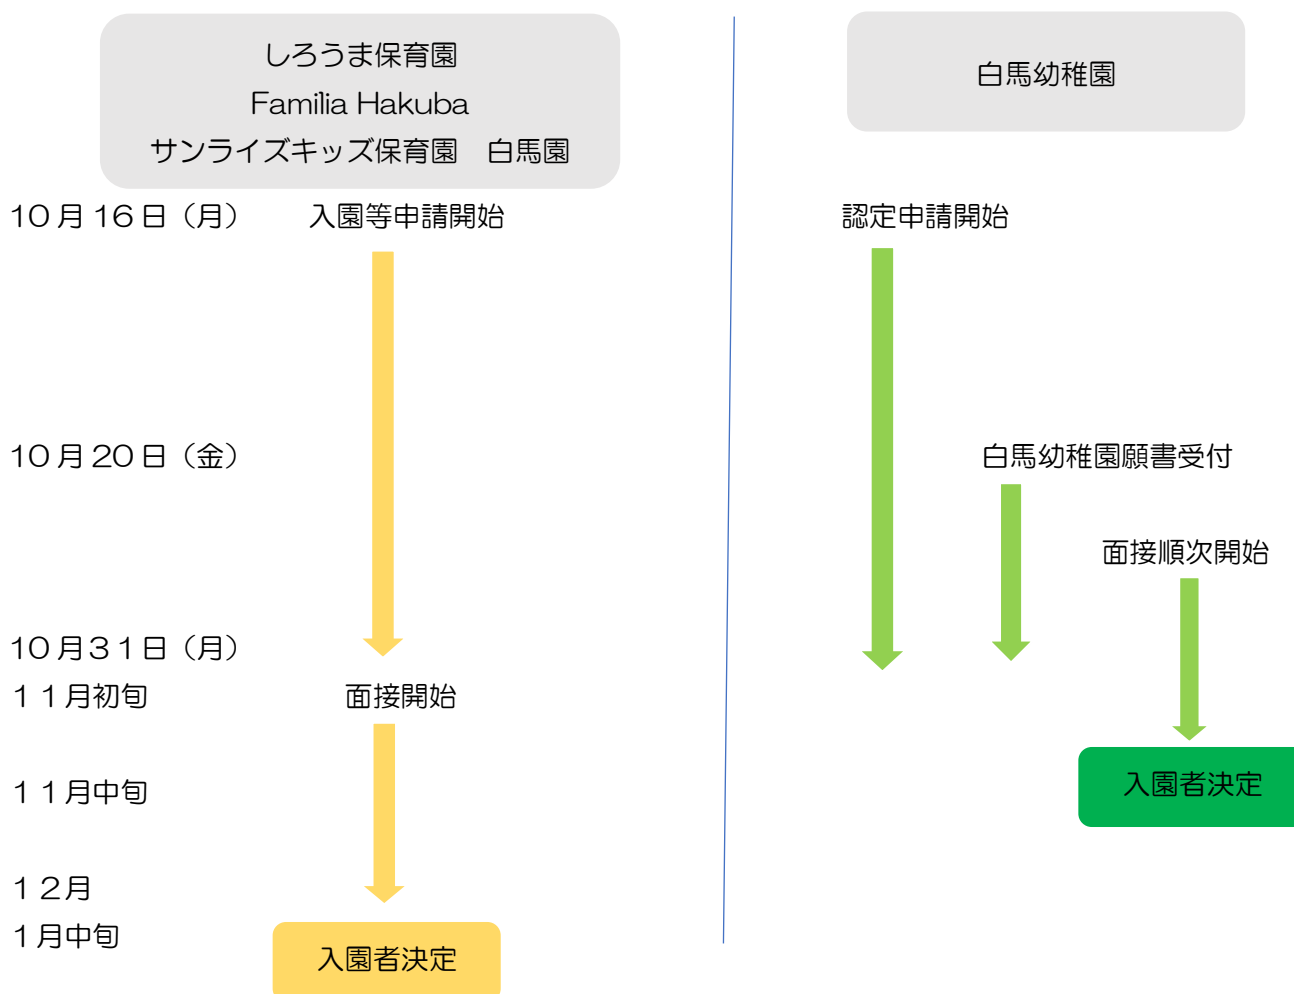 しろうま保育園
Familia Hakuba
サンライズキッズ保育園　白馬園
白馬幼稚園
10月16日（月）　入園等申請開始　認定申請開始
10月20日（金）　白馬幼稚園願書受付
面接順次開始
10月３１日（月）
１１月初旬　面接開始
１１月中旬　入園者決定
１２月
１月中旬　入園者決定